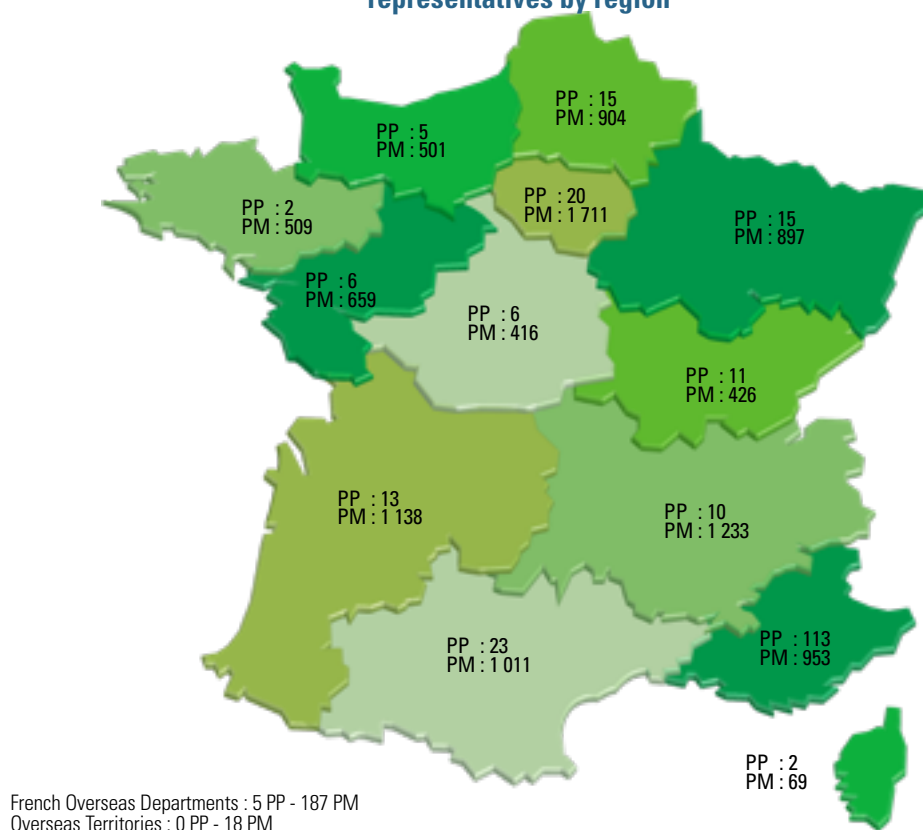 representatives by region
PP : 15
PM : 904
PP : 5
PM : 501
PP : 20
PM : 1 711
PP : 2
PM : 509
PP : 15
PM : 897
PP : 6
PM : 659
PP : 6
PM : 416
PP : 11
PM : 426
PP : 13
PM : 1 138
PP : 10
PM : 1 233
PP : 23
PM : 1 011
PP : 113
PM : 953
PP : 2
PM : 69
French Overseas Departments : 5 PP - 187 PM
Overseas Territories : 0 PP - 18 PM